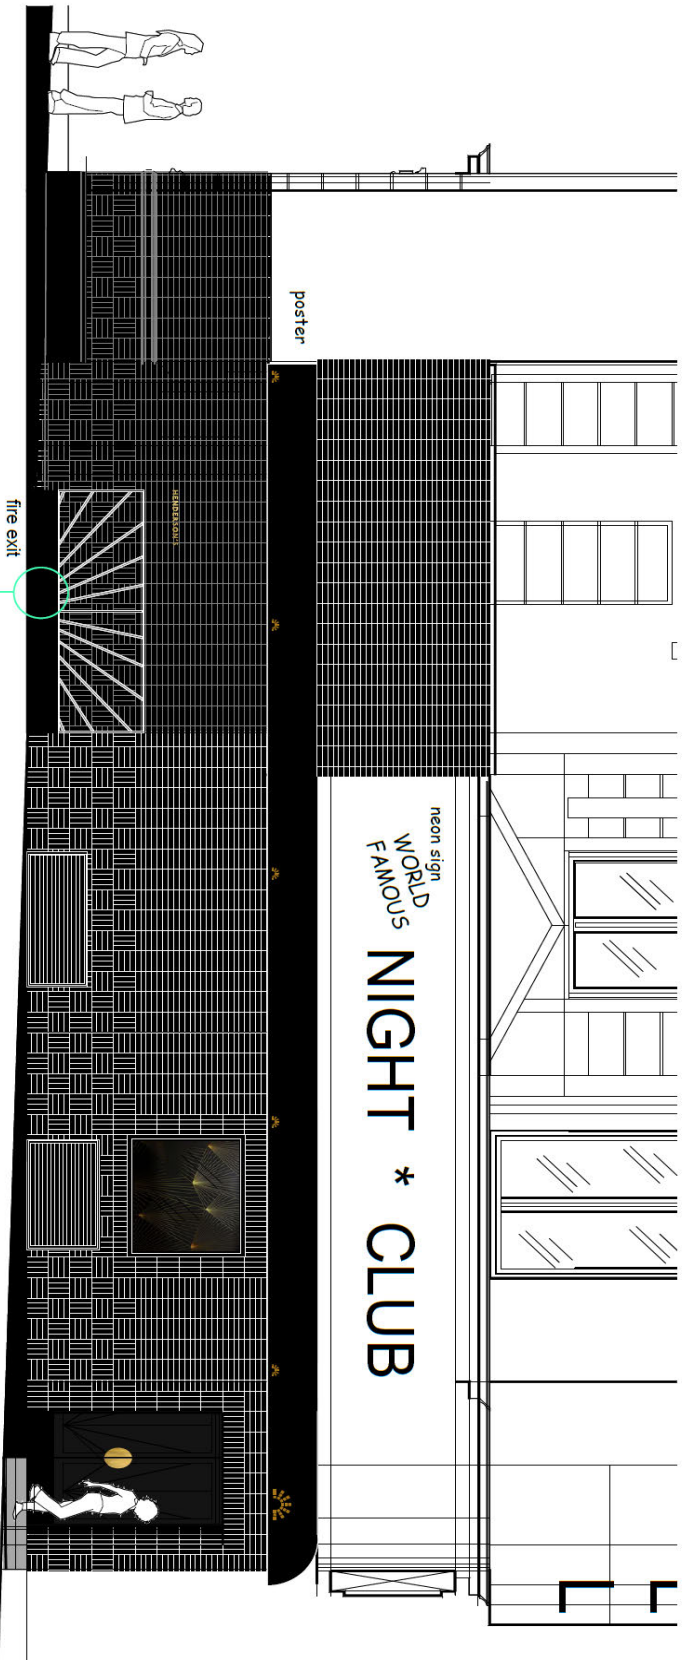 poster
neon sign
WORLD
FAMOUS
NIGHT * CLUB
HENDERSON'S
fire exit